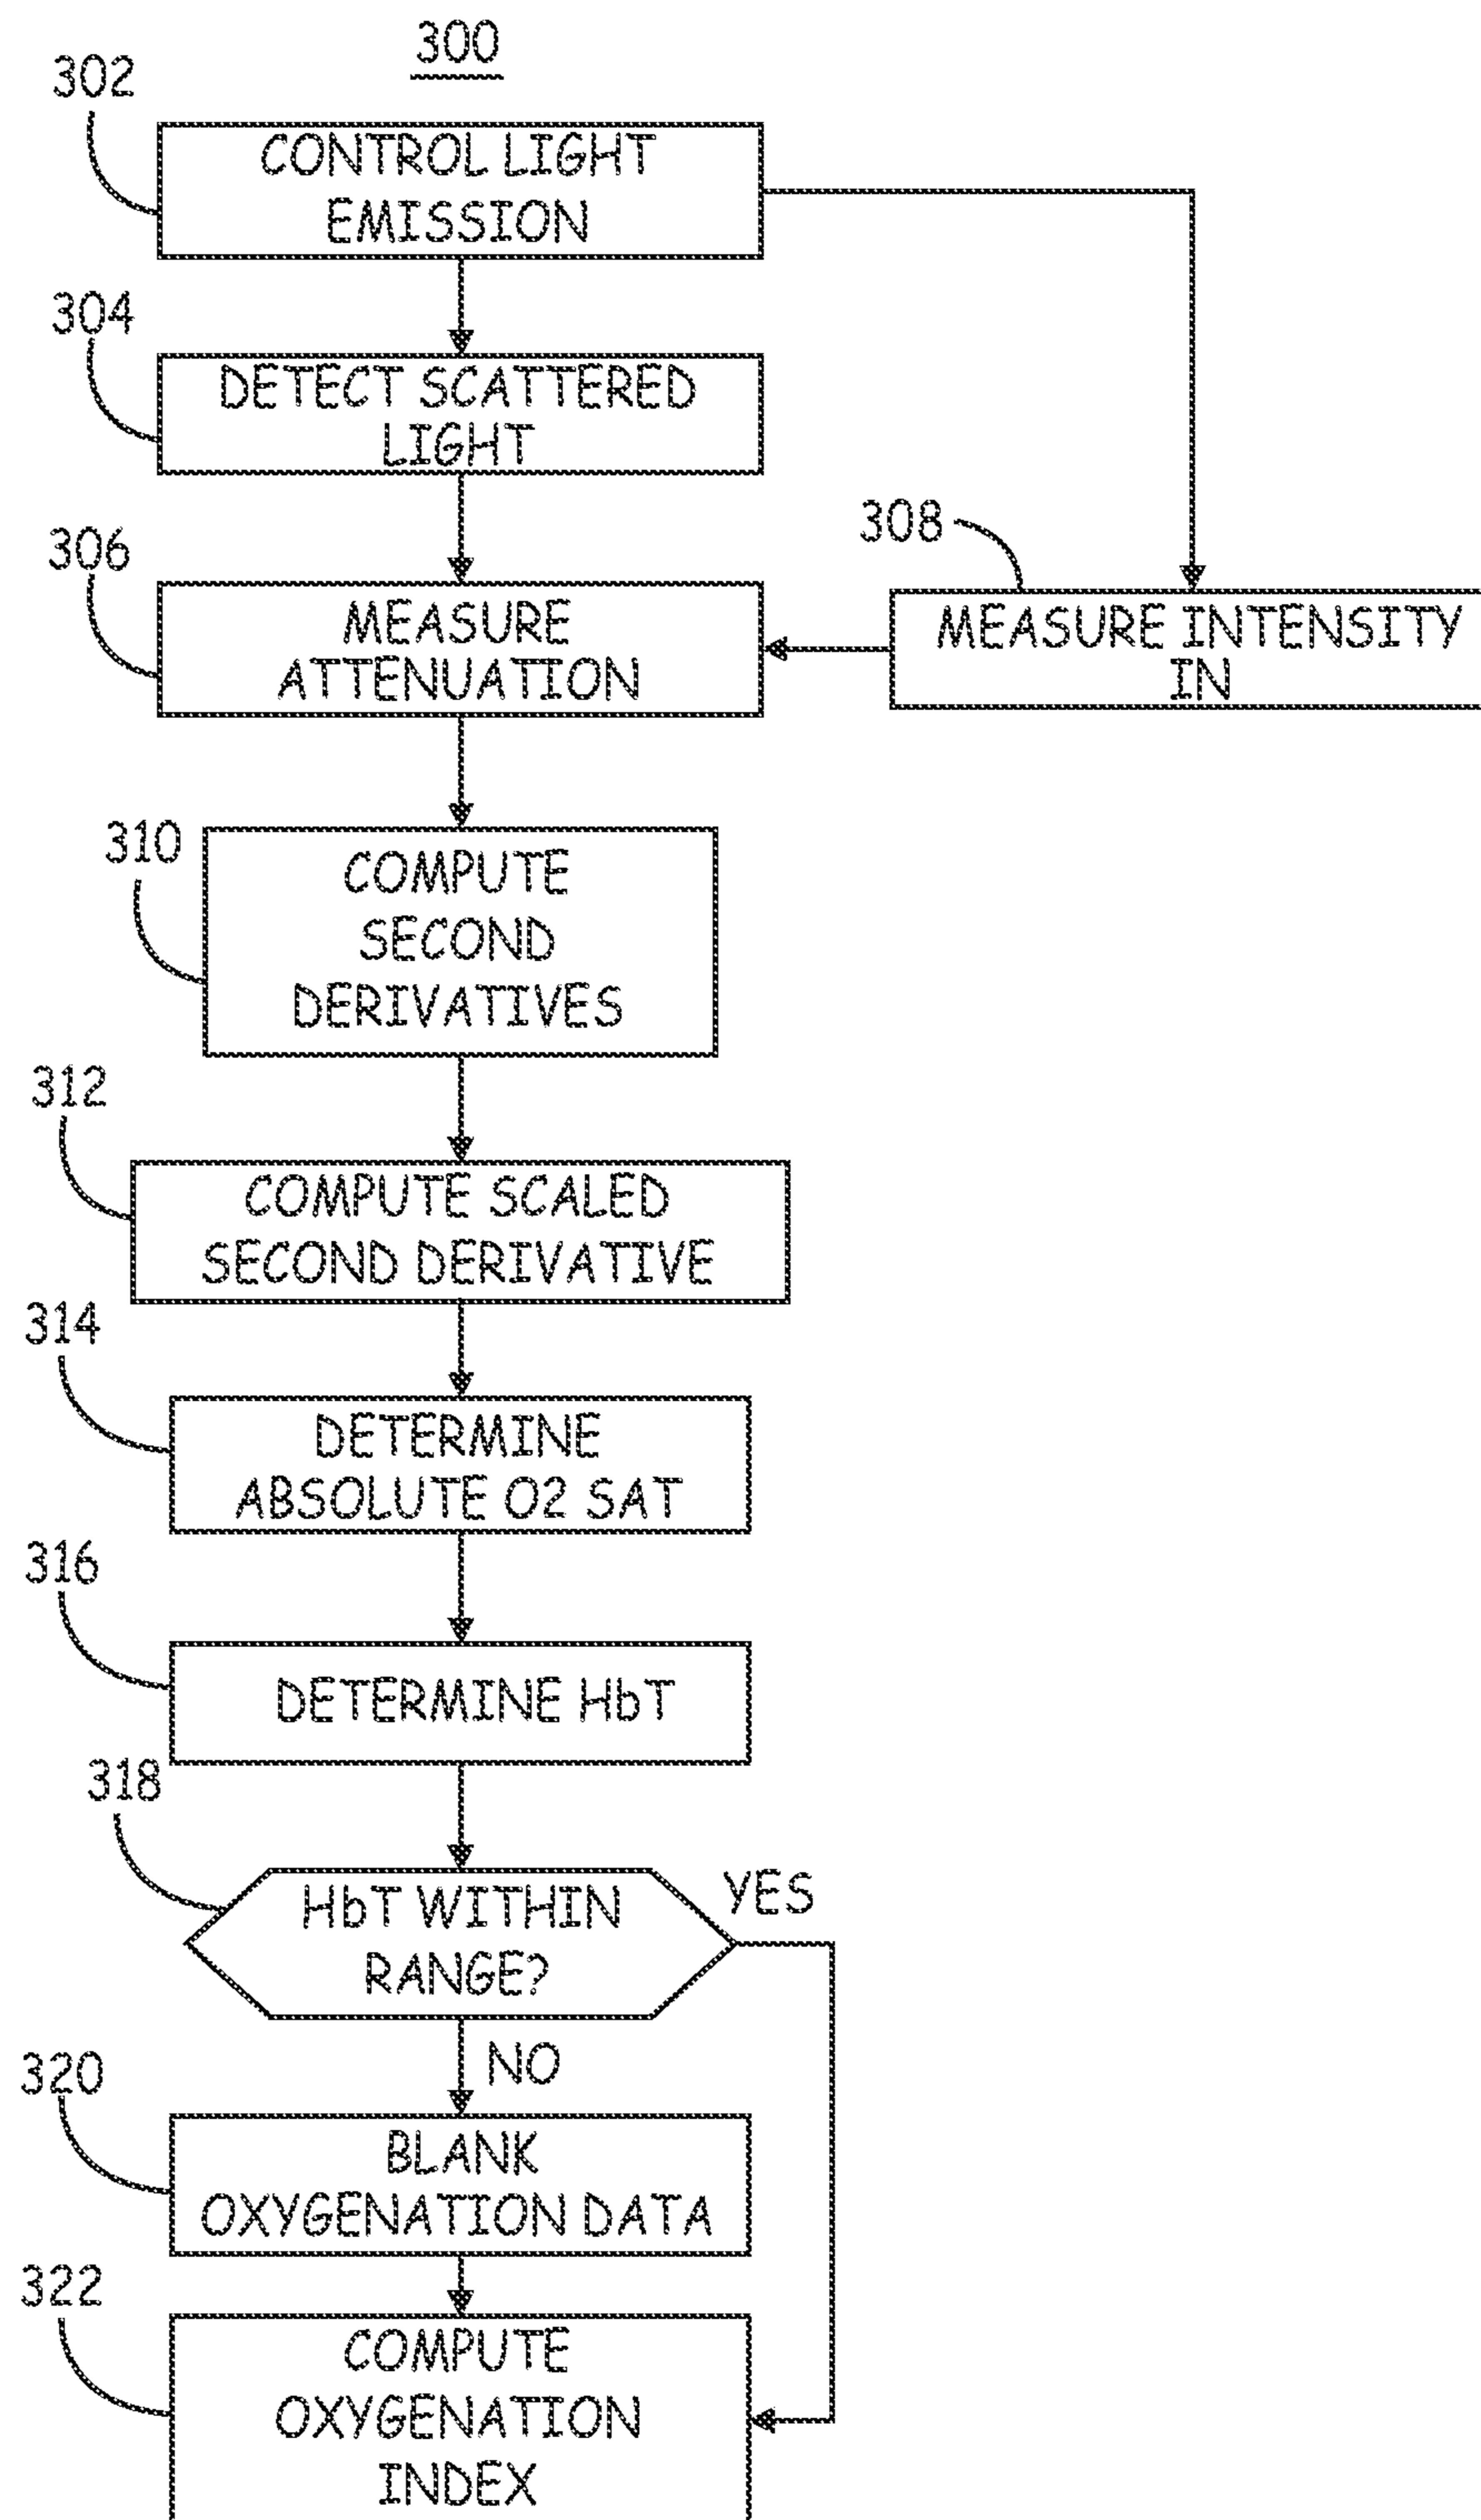 300
302
CONTROL LIGHT
EMISSION
304
DETECT SCATTERED
LIGHT
306
MEASURE
ATTENUATION
308
MEASURE INTENSITY
IN
310
COMPUTE
SECOND
DERIVATIVES
312
COMPUTE SCALED
SECOND DERIVATIVE
314
DETERMINE
ABSOLUTE O2 SAT
316
DETERMINE HbT
318
HbT WITHIN
RANGE?
YES
NO
320
BLANK
OXYGENATION DATA
322
COMPUTE
OXYGENATION
INDEX